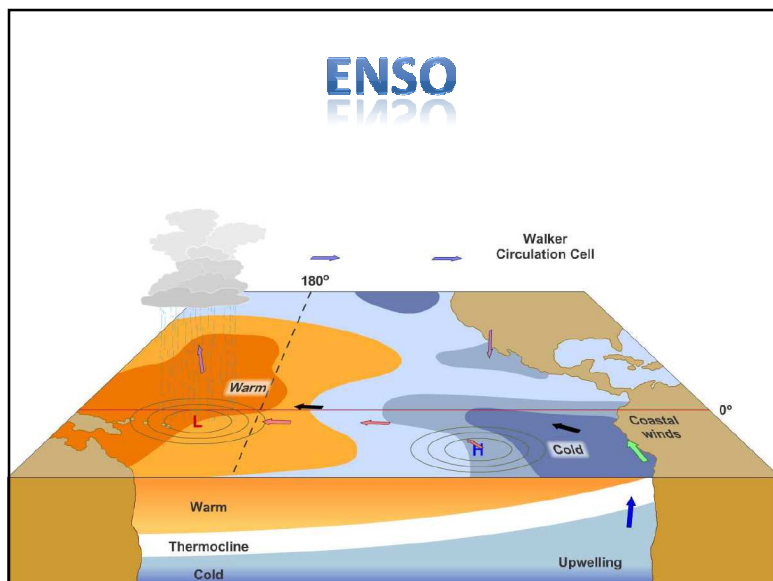 ENSO
Walker
Circulation Cell
180°
Warm
L
0°
Coastal
winds
H
Cold
Warm
Thermocline
Upwelling
Cold